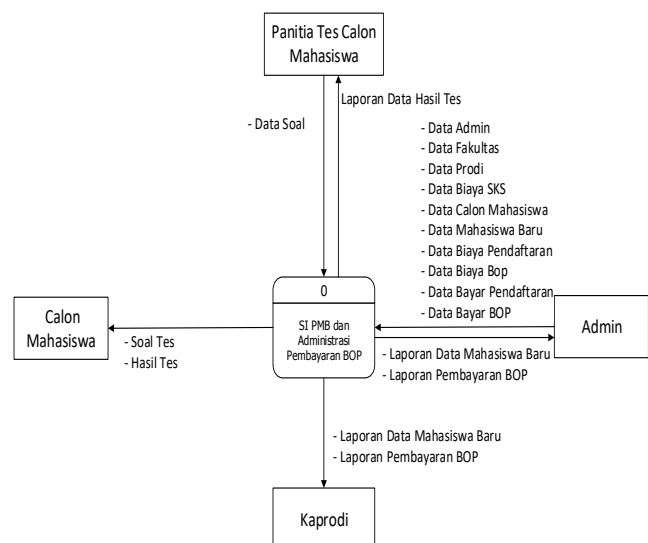 Panitia Tes Calon
Mahasiswa
- Data Soal
Laporan Data Hasil Tes
- Data Admin
- Data Fakultas
- Data Prodi
- Data Biaya SKS
- Data Calon Mahasiswa
- Data Mahasiswa Baru
- Data Biaya Pendaftaran
- Data Biaya Bop
- Data Bayar Pendaftaran
- Data Bayar BOP
Calon
Mahasiswa
- Soal Tes
- Hasil Tes
0
SI PMB dan
Administrasi
Pembayaran BOP
Admin
- Laporan Data Mahasiswa Baru
- Laporan Pembayaran BOP
- Laporan Data Mahasiswa Baru
- Laporan Pembayaran BOP
Kaprodi